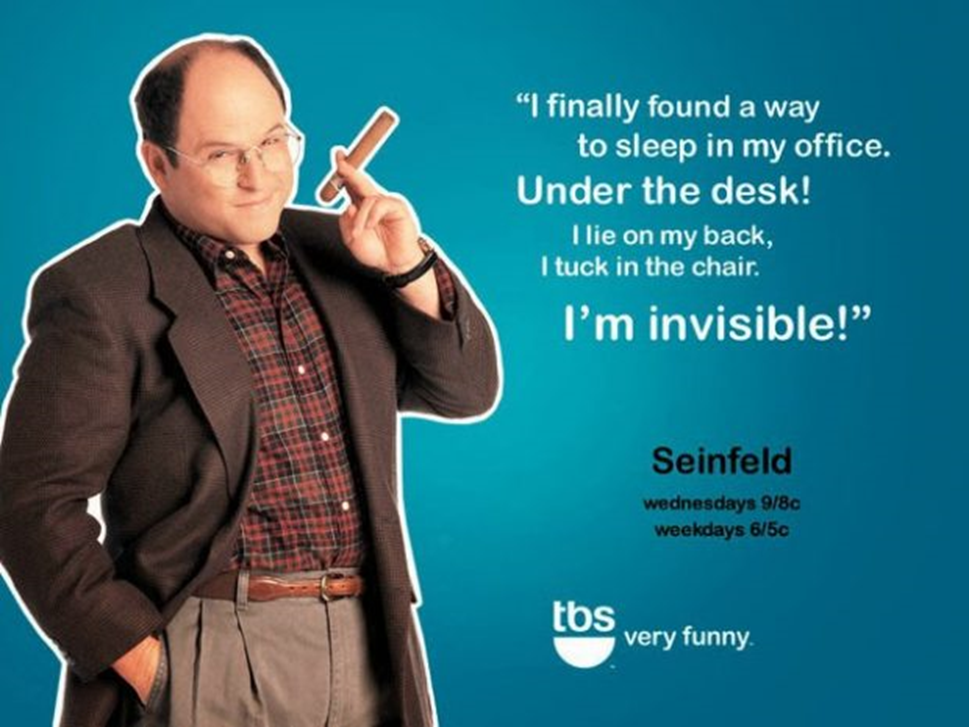 “I finally found a way
to sleep in my office.
Under the desk!
I lie on my back,
I tuck in the chair.
I’m invisible!”
Seinfeld
wednesdays 9/8c
weekdays 6/5c
tbs
very funny.